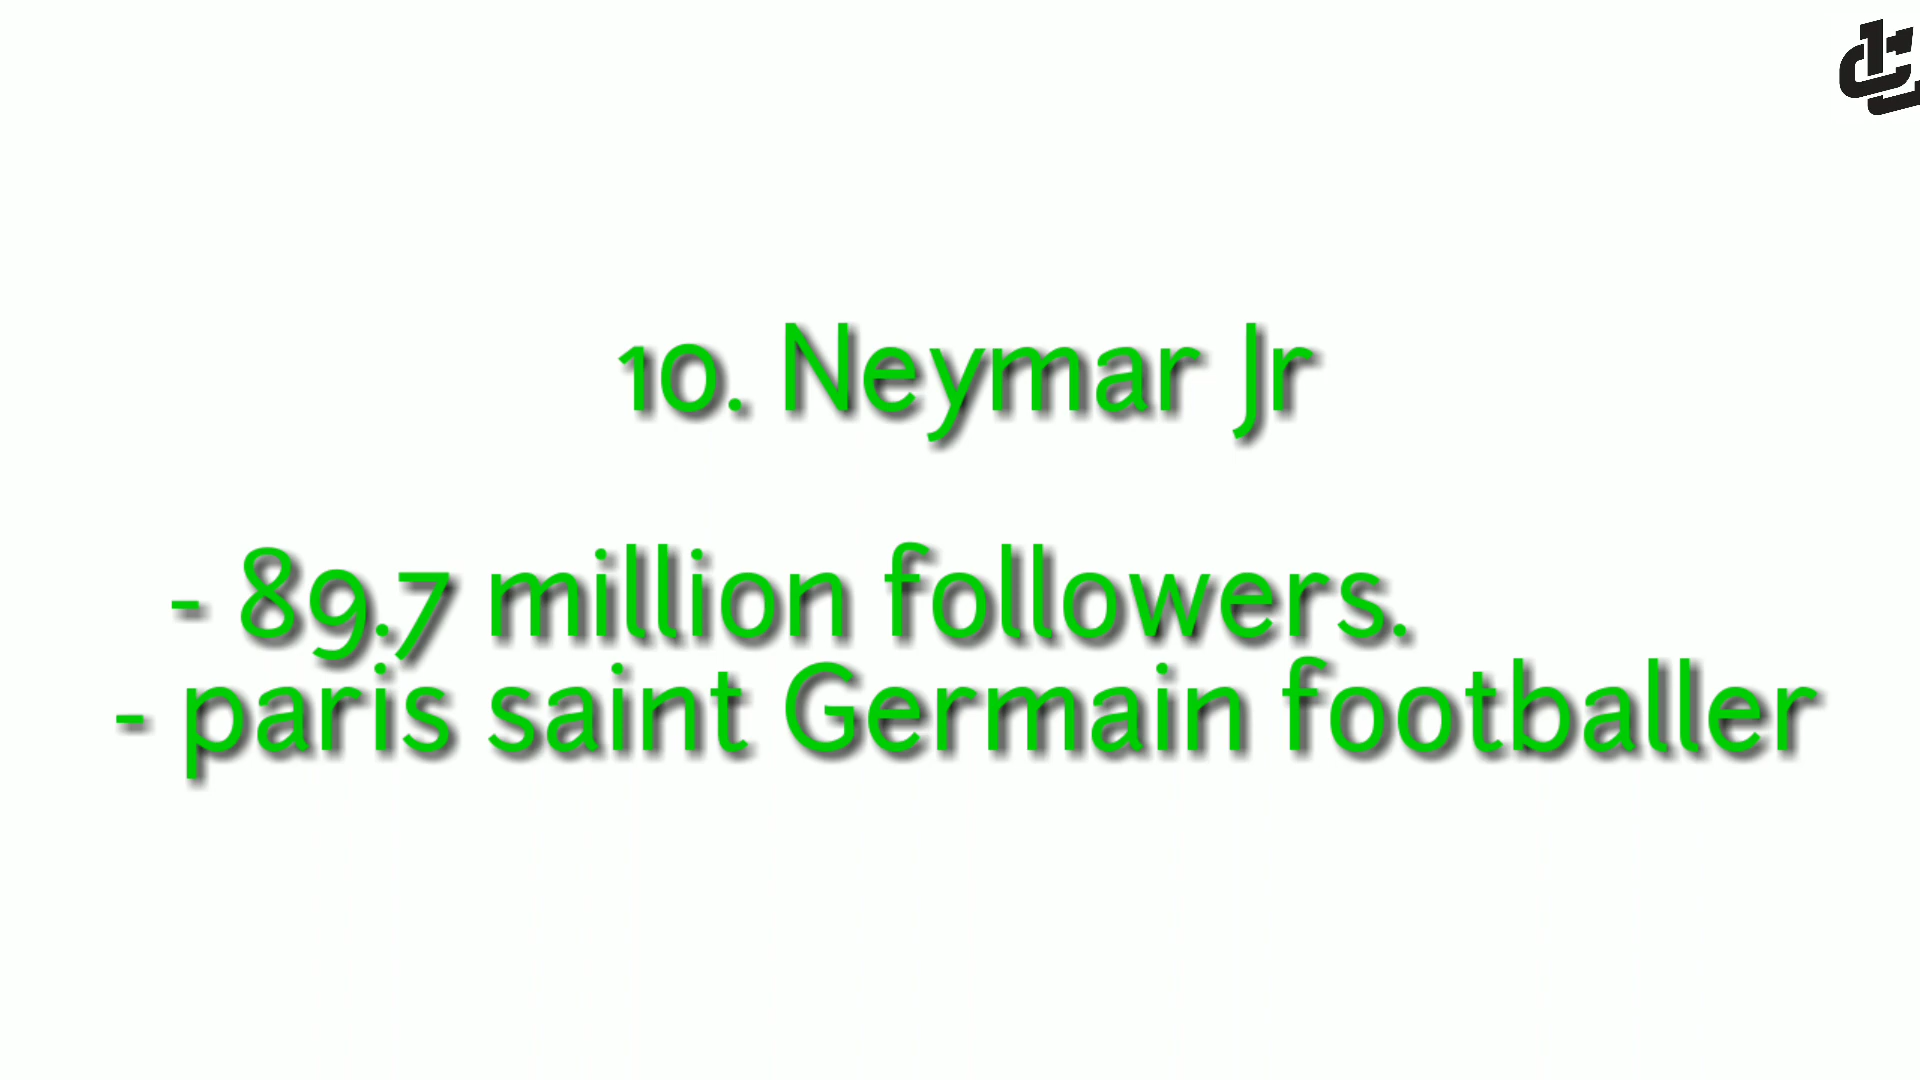 10. Neymar Jr
- 89.7 million followers.
- paris saint Germain footballer